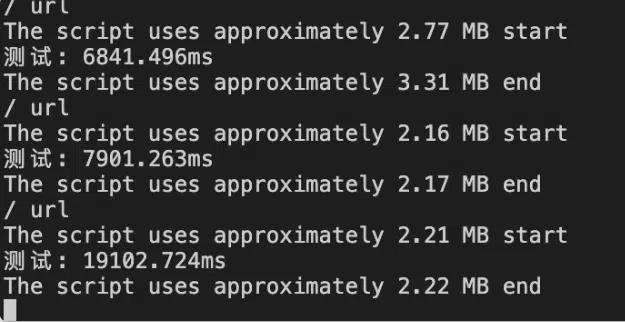 / url
The script uses approximately 2.77 MB start
测试: 6841.496ms
The script uses approximately 3.31 MB end
/ url
The script uses approximately 2.16 MB start
测试: 7901.263ms
The script uses approximately 2.17 MB end
/ url
The script uses approximately 2.21 MB start
测试: 19102.724ms
The script uses approximately 2.22 MB end